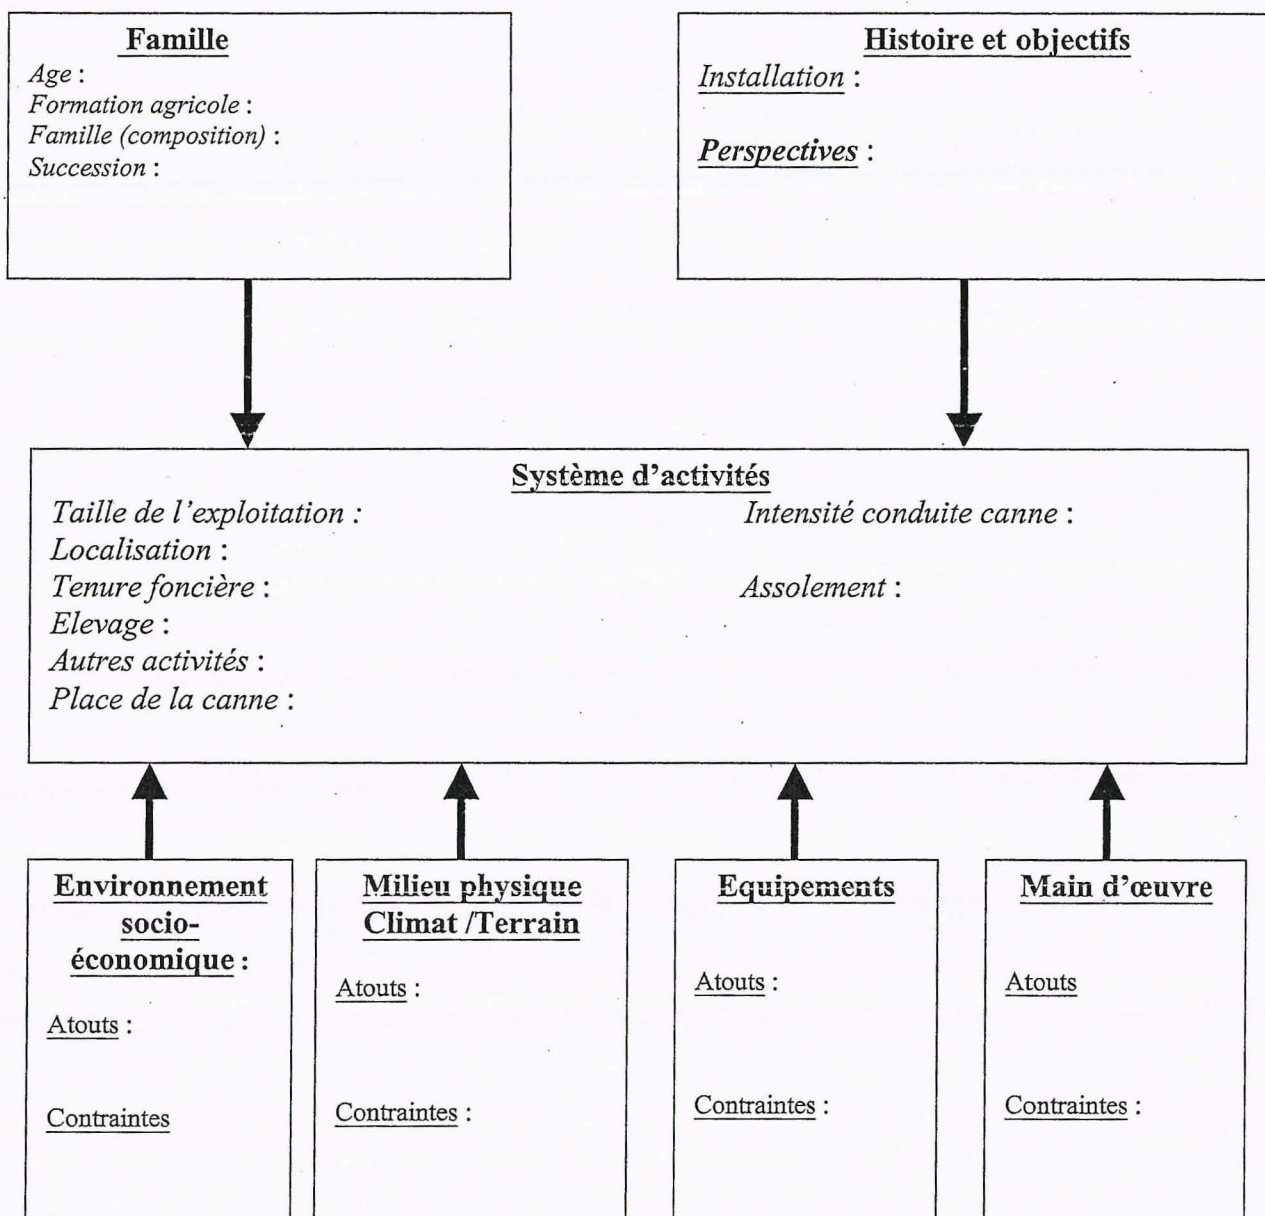 Famille
Age :
Formation agricole :
Famille (composition) :
Succession :
Histoire et objectifs
Installation :
Perspectives :
Système d'activités
Taille de l'exploitation :
Localisation :
Tenure foncière :
Elevage :
Autres activités :
Place de la canne :
Intensité conduite canne :
Assolement :
Environnement
socio-
économique :
Atouts :
Contraintes
Milieu physique
Climat /Terrain
Atouts :
Contraintes :
Equipements
Atouts :
Contraintes :
Main d'œuvre
Atouts
Contraintes :